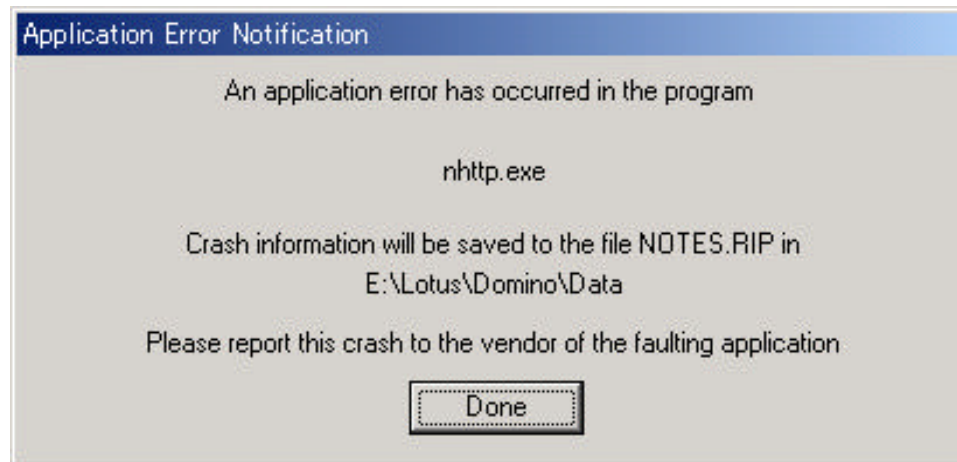 Application Error Notification
An application error has occurred in the program
nhttp.exe
Crash information will be saved to the file NOTES.RIP in
E:\Lotus\Domino\Data
Please report this crash to the vendor of the faulting application
Done